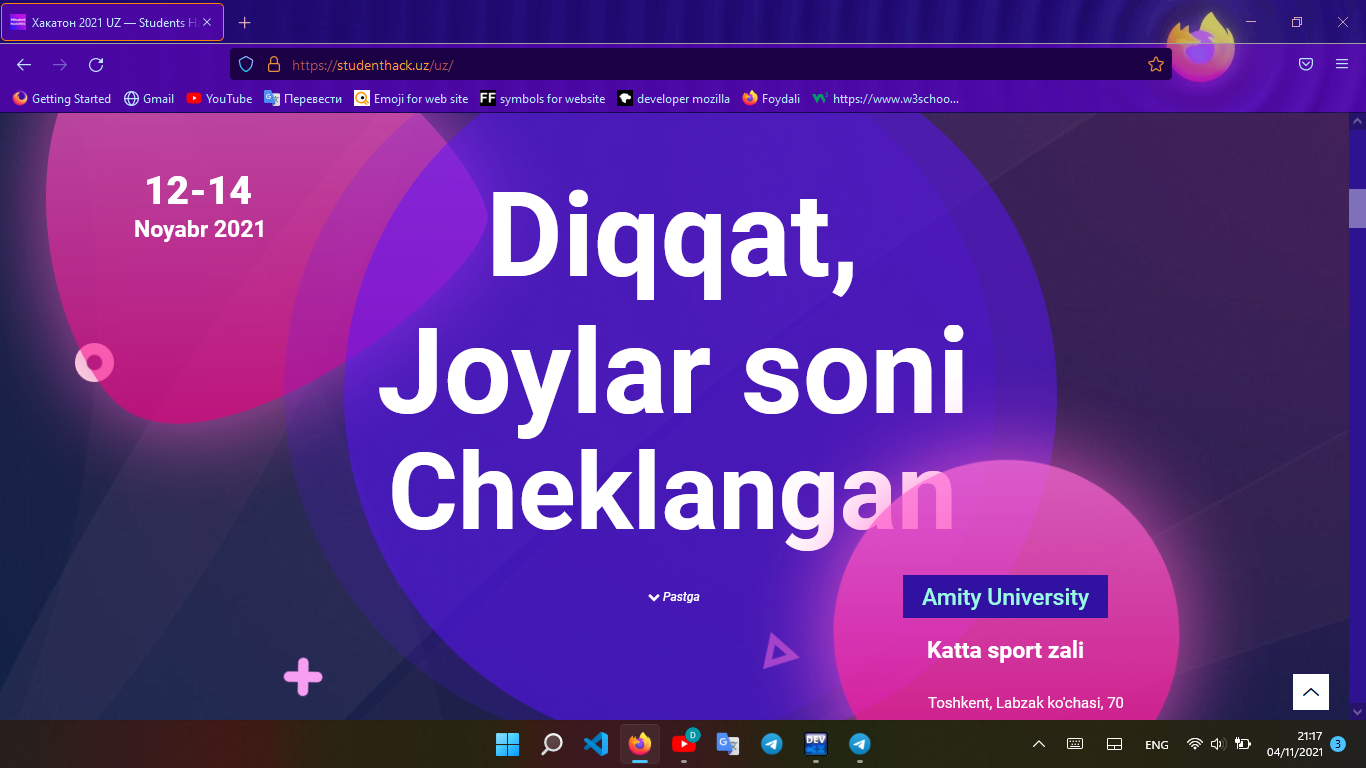 Хакатон 2021 UZ — Students H
https://studenthack.uz/uz/
Getting Started
Gmail
YouTube
Перевести
Emoji for web site
FF symbols for website
developer mozilla
Foydali
https://www.w3schoo...
12-14
Noyabr 2021
Diqqat,
Joylar soni
Cheklangan
Pastga
Amity University
Katta sport zali
Toshkent, Labzak ko'chasi, 70
D
DEV
ENG
21:17
04/11/2021
3